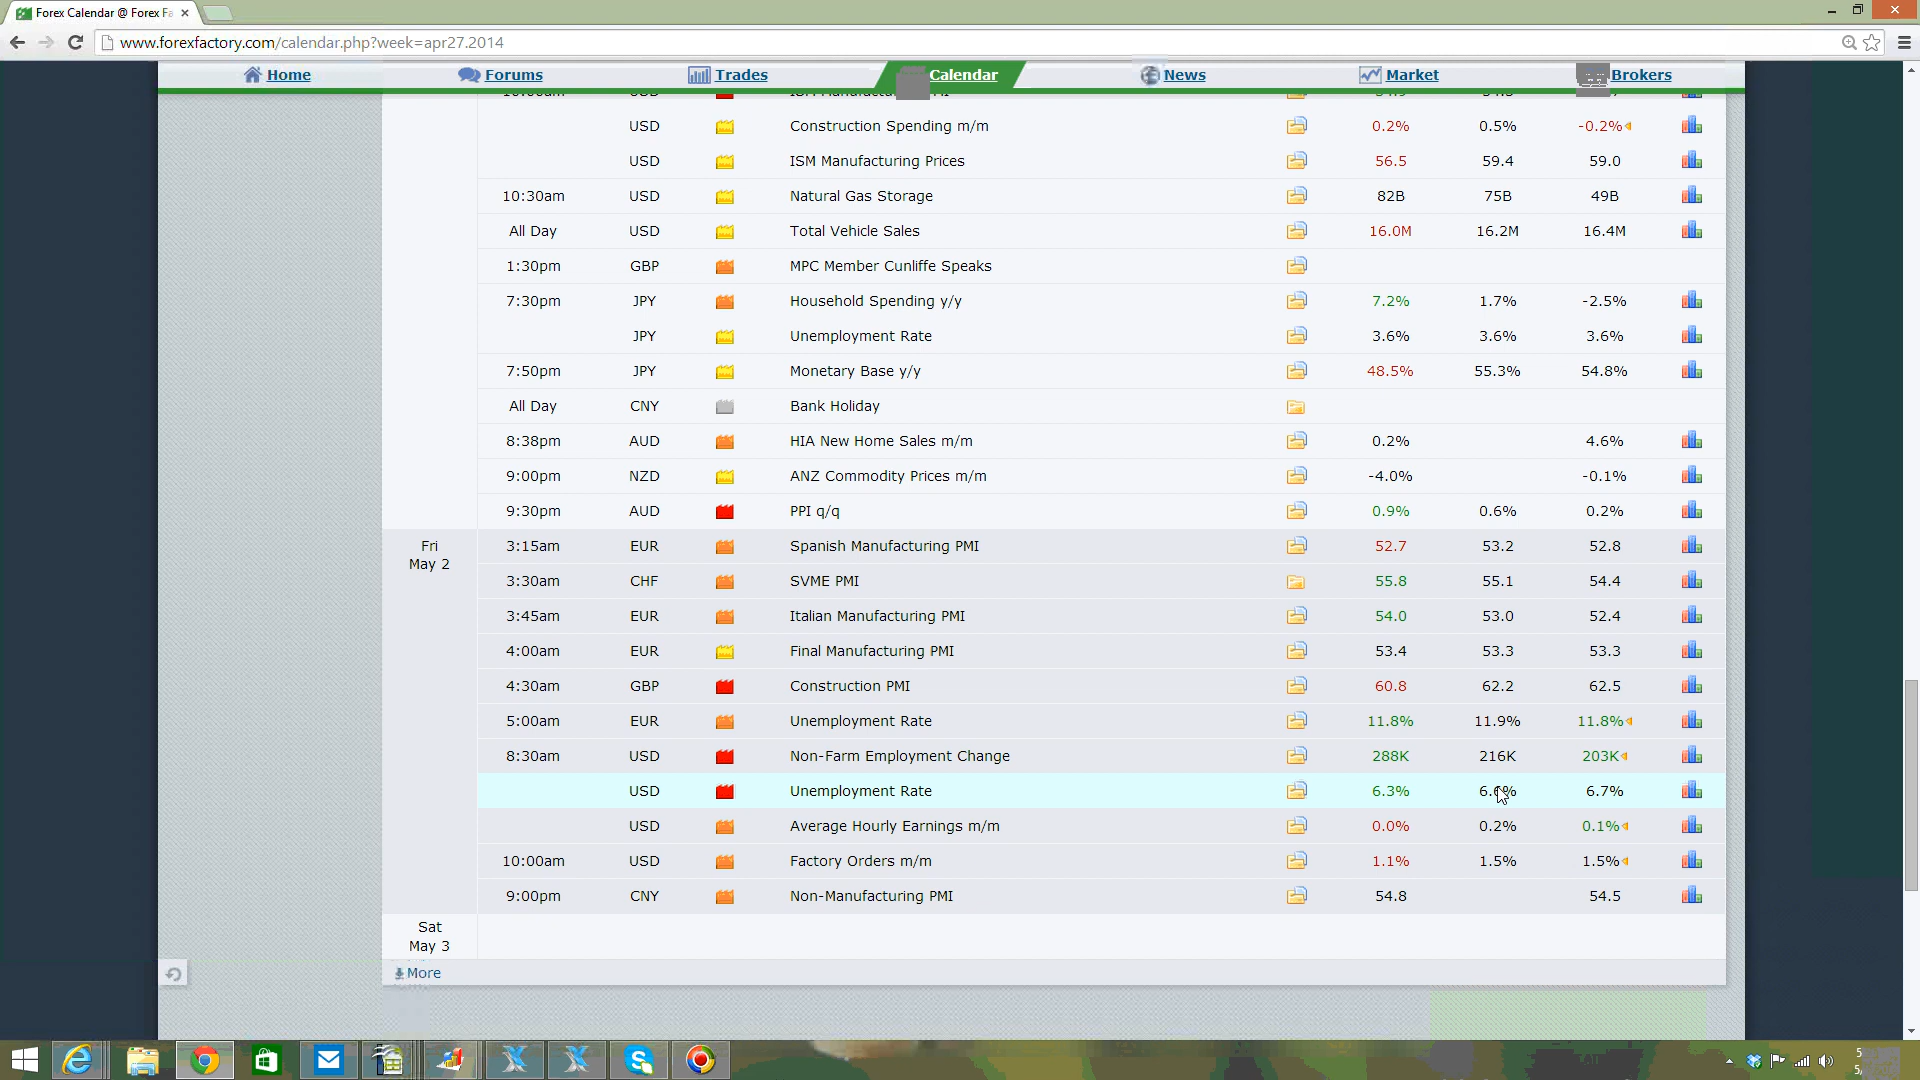 Forex Calendar @ Forex Fa
www.forexfactory.com/calendar.php?week=apr27.2014
Home Forums Trades Calendar News Market Brokers
USD Construction Spending m/m 0.2% 0.5% -0.2%
USD ISM Manufacturing Prices 56.5 59.4 59.0
10:30am USD Natural Gas Storage 82B 75B 49B
All Day USD Total Vehicle Sales 16.0M 16.2M 16.4M
1:30pm GBP MPC Member Cunliffe Speaks
7:30pm JPY Household Spending y/y 7.2% 1.7% -2.5%
JPY Unemployment Rate 3.6% 3.6% 3.6%
7:50pm JPY Monetary Base y/y 48.5% 55.3% 54.8%
All Day CNY Bank Holiday
8:38pm AUD HIA New Home Sales m/m 0.2% 4.6%
9:00pm NZD ANZ Commodity Prices m/m -4.0% -0.1%
9:30pm AUD PPI q/q 0.9% 0.6% 0.2%
Fri May 2 3:15am EUR Spanish Manufacturing PMI 52.7 53.2 52.8
3:30am CHF SVME PMI 55.8 55.1 54.4
3:45am EUR Italian Manufacturing PMI 54.0 53.0 52.4
4:00am EUR Final Manufacturing PMI 53.4 53.3 53.3
4:30am GBP Construction PMI 60.8 62.2 62.5
5:00am EUR Unemployment Rate 11.8% 11.9% 11.8%
8:30am USD Non-Farm Employment Change 288K 216K 203K
USD Unemployment Rate 6.3% 6.7%
USD Average Hourly Earnings m/m 0.0% 0.2% 0.1%
10:00am USD Factory Orders m/m 1.1% 1.5% 1.5%
9:00pm CNY Non-Manufacturing PMI 54.8 54.5
Sat
May 3
More